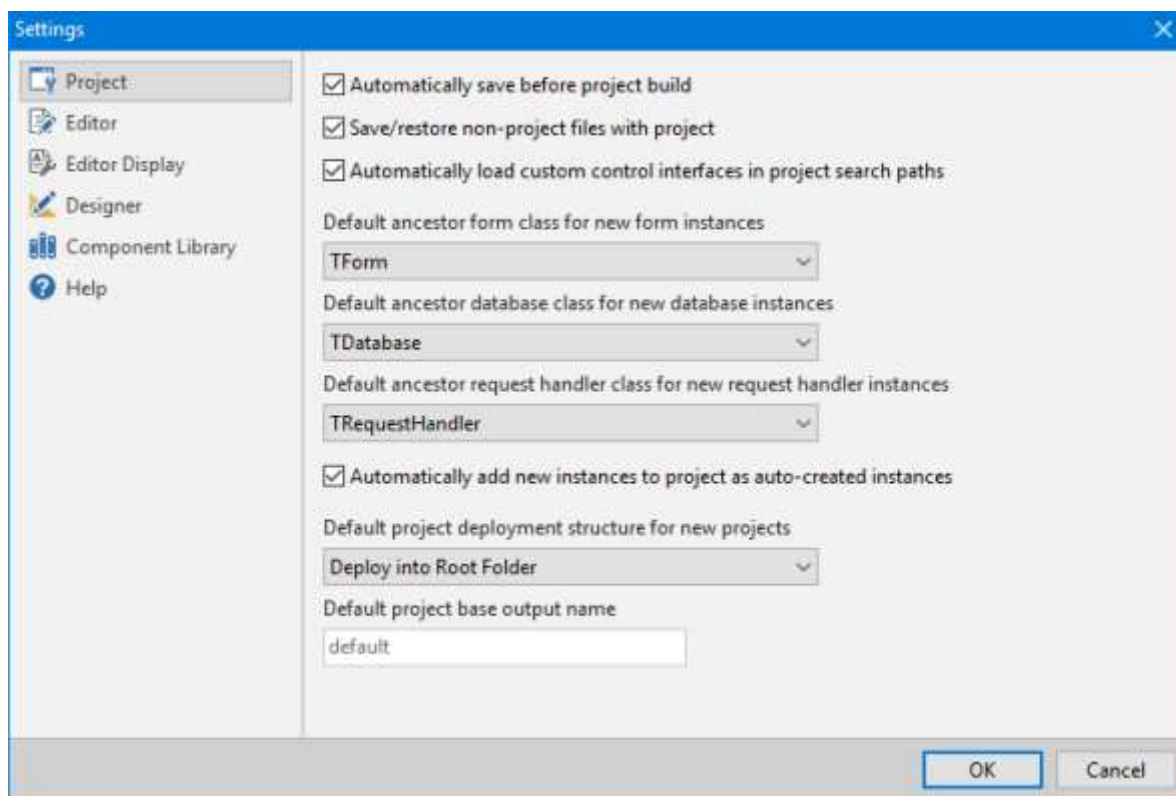 Settings
Project
Editor
Editor Display
Designer
Component Library
Help
Automatically save before project build
Save/restore non-project files with project
Automatically load custom control interfaces in project search paths
Default ancestor form class for new form instances
TForm
Default ancestor database class for new database instances
TDatabase
Default ancestor request handler class for new request handler instances
TRequestHandler
Automatically add new instances to project as auto-created instances
Default project deployment structure for new projects
Deploy into Root Folder
Default project base output name
default
OK
Cancel